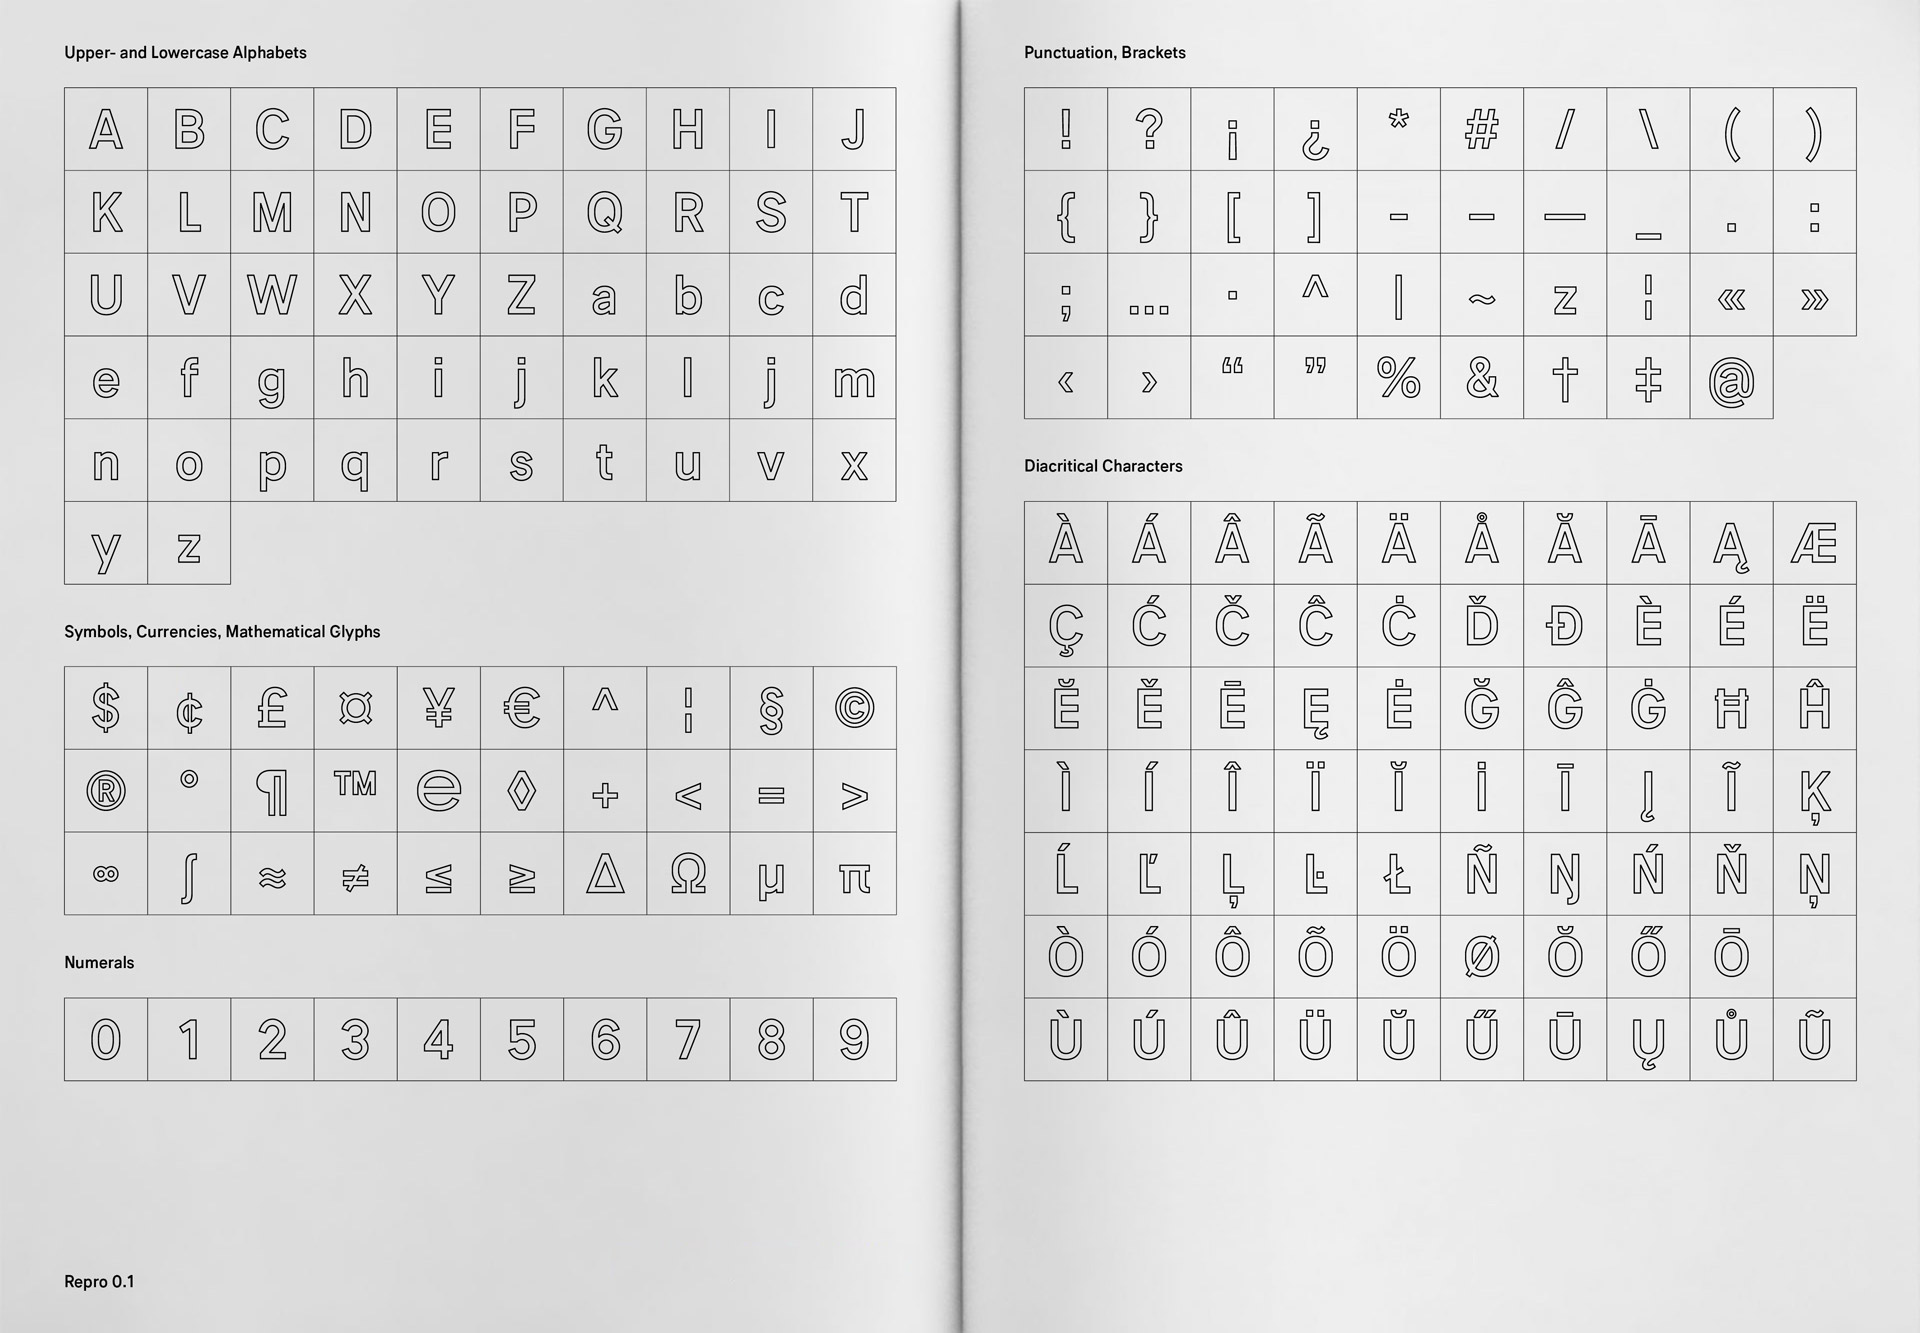 Upper- and Lowercase Alphabets
A B C D E F G H I J
K L M N O P Q R S T
U V W X Y Z a b c d
e f g h i j k l j m
n o p q r s t u v x
y z
Symbols, Currencies, Mathematical Glyphs
$ ¢ £ ¤ ¥ € ^ ¦ § ©
® ° ¶ ™ ℮ ◊ + < = >
∞ ∫ ≈ ≠ ≤ ≥ Δ Ω µ π
Numerals
0 1 2 3 4 5 6 7 8 9
Repro 0.1
Punctuation, Brackets
! ? ¡ ¿ * # / \ ( )
{ } [ ] - – — _ . :
; … · ^ | ~ z ¦ « »
‹ › “ ” % & † ‡ @
Diacritical Characters
À Á Â Ã Ä Å Ă Ā Ą Æ
Ç Ć Č Ĉ Ċ Ď Đ È É Ë
Ĕ Ě Ē Ę Ė Ğ Ĝ Ġ Ħ Ĥ
Ì Í Î Ï Ĭ İ Ī Į Ĩ Ķ
Ĺ Ľ Ļ Ŀ Ł Ñ Ŋ Ń Ň Ņ
Ò Ó Ô Õ Ö Ø Ŏ Ő Ō
Ù Ú Û Ü Ŭ Ű Ū Ų Ů Ũ